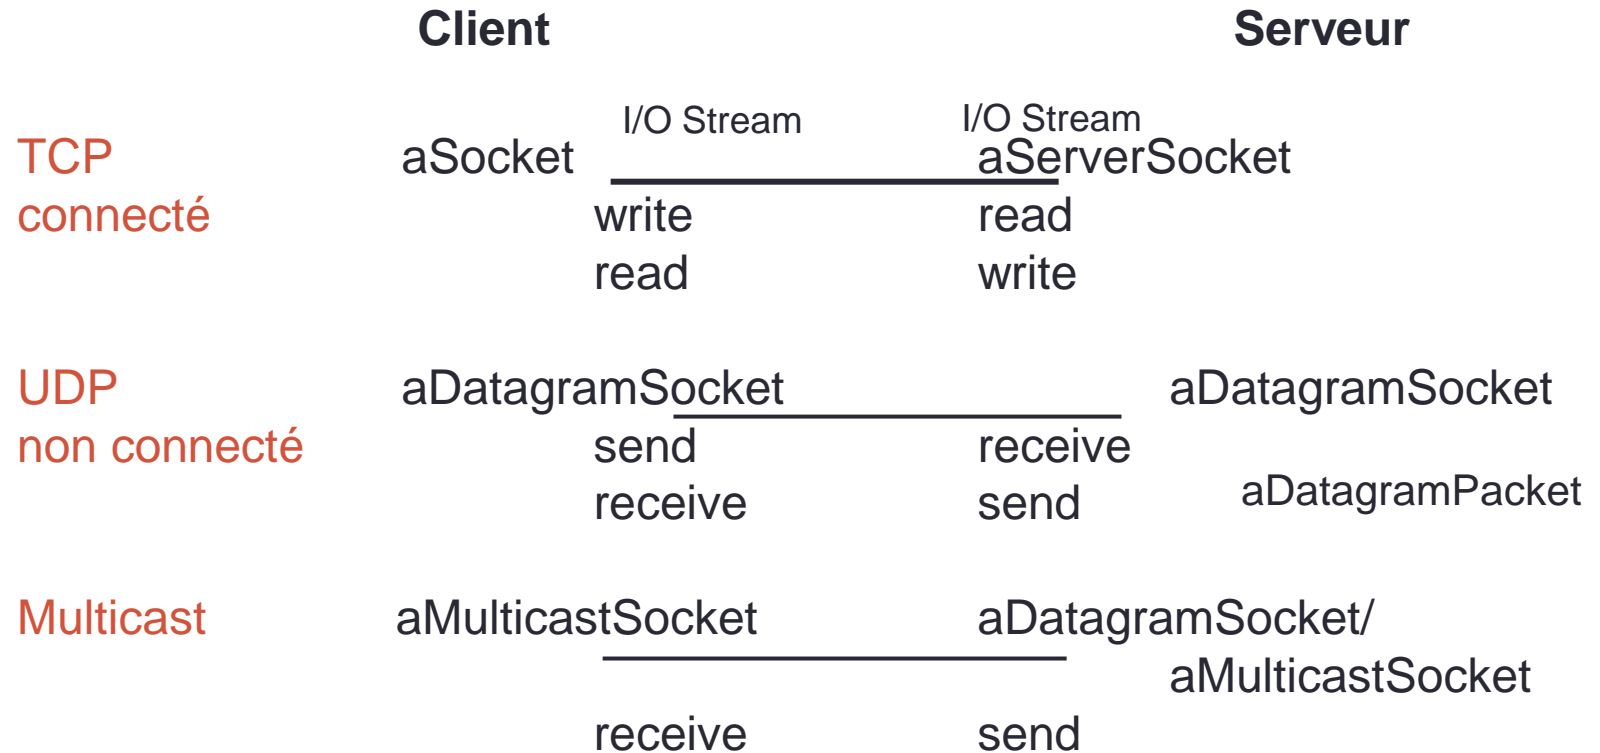 Client Serveur
I/O Stream I/O Stream
TCP aSocket aServerSocket
connecté write read
read write
UDP aDatagramSocket aDatagramSocket
non connecté send receive
receive send aDatagramPacket
Multicast aMulticastSocket aDatagramSocket/
aMulticastSocket
receive send